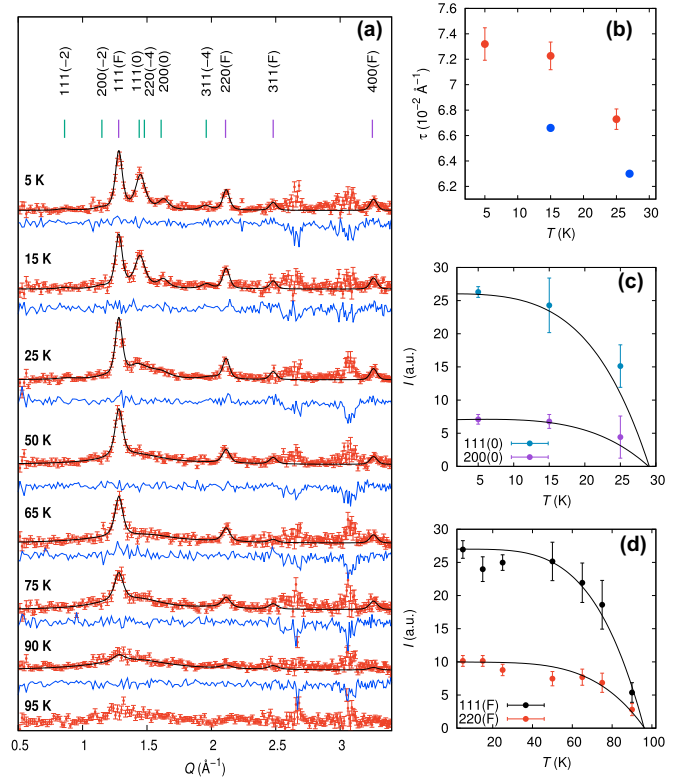 (a)
111(−2)
200(−2)
111(F)
111(0)
220(−4)
200(0)
311(−4)
220(F)
311(F)
400(F)
5 K
15 K
25 K
50 K
65 K
75 K
90 K
95 K
0.5 1 1.5 2 2.5 3
Q (Å⁻¹)
(b)
τ (10⁻² Å⁻¹)
7.6
7.4
7.2
7
6.8
6.6
6.4
6.2
5 10 15 20 25 30
T (K)
(c)
I (a.u.)
30
25
20
15
10
5
0
111(0)
200(0)
0 5 10 15 20 25 30
T (K)
(d)
I (a.u.)
30
25
20
15
10
5
0
111(F)
220(F)
0 20 40 60 80 100
T (K)